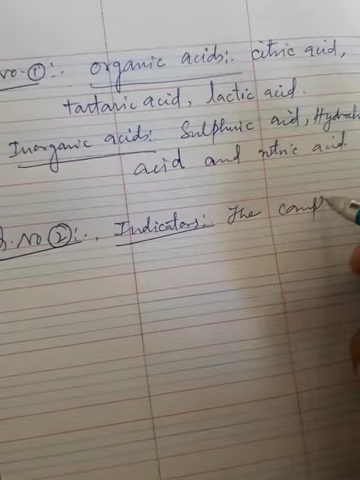 No. ①:. Organic acids:. citric acid,
tartaric acid, lactic acid.
Inorganic acids: Sulphuric acid, Hydroch
acid and nitric acid.
S.No ②:. Indicators: The comp